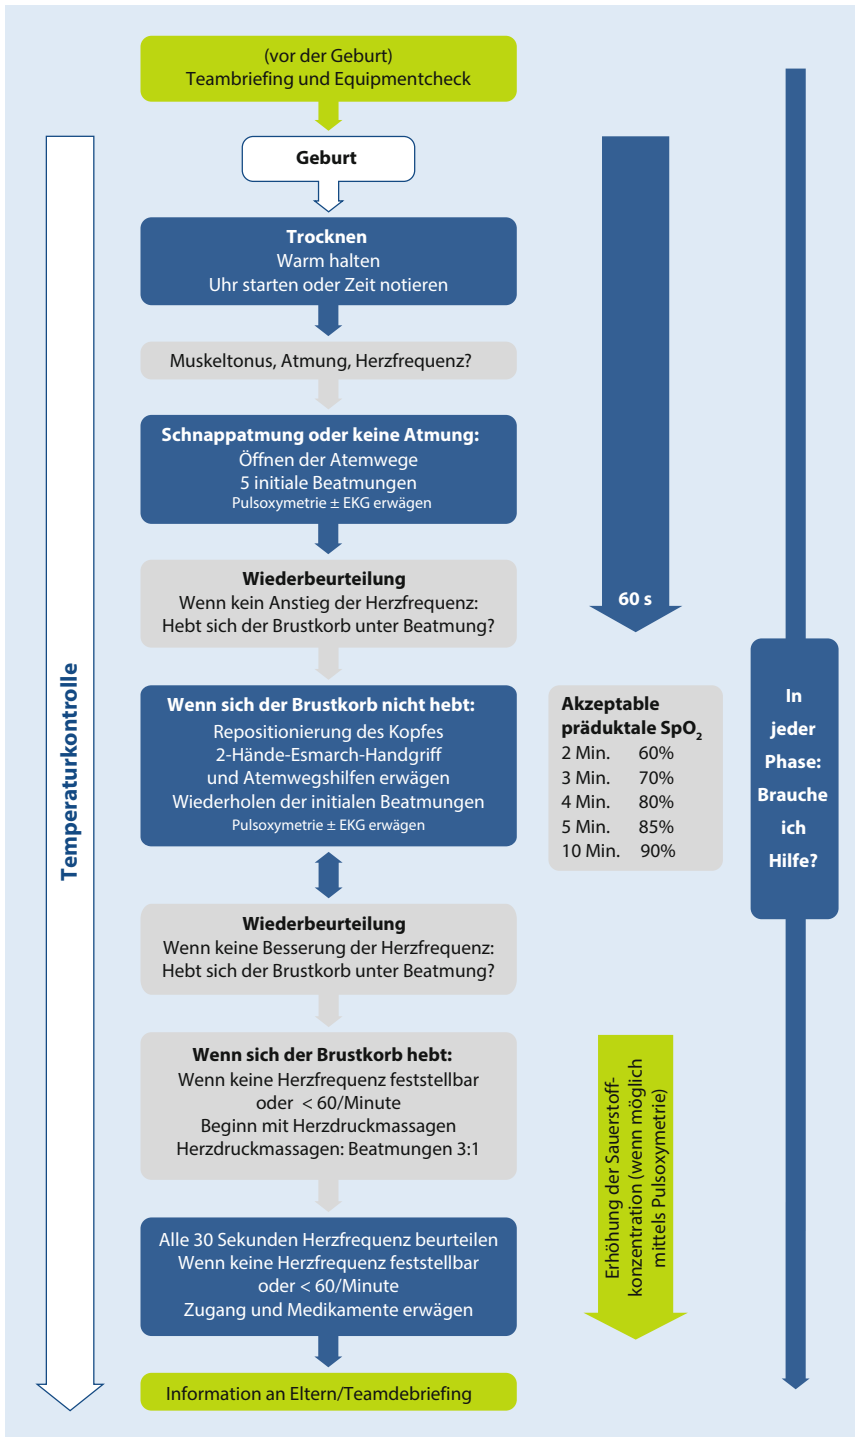 (vor der Geburt)
Teambriefing und Equipmentcheck
Geburt
Trocknen
Warm halten
Uhr starten oder Zeit notieren
Muskeltonus, Atmung, Herzfrequenz?
Schnappatmung oder keine Atmung:
Öffnen der Atemwege
5 initiale Beatmungen
Pulsoxymetrie ± EKG erwägen
Wiederbeurteilung
Wenn kein Anstieg der Herzfrequenz:
Hebt sich der Brustkorb unter Beatmung?
Wenn sich der Brustkorb nicht hebt:
Repositionierung des Kopfes
2-Hände-Esmarch-Handgriff
und Atemwegshilfen erwägen
Wiederholen der initialen Beatmungen
Pulsoxymetrie ± EKG erwägen
Wiederbeurteilung
Wenn keine Besserung der Herzfrequenz:
Hebt sich der Brustkorb unter Beatmung?
Wenn sich der Brustkorb hebt:
Wenn keine Herzfrequenz feststellbar
oder < 60/Minute
Beginn mit Herzdruckmassagen
Herzdruckmassagen: Beatmungen 3:1
Alle 30 Sekunden Herzfrequenz beurteilen
Wenn keine Herzfrequenz feststellbar
oder < 60/Minute
Zugang und Medikamente erwägen
Information an Eltern/Teamdebriefing
Temperaturkontrolle
60 s
Akzeptable
präduktale SpO₂
2 Min. 60%
3 Min. 70%
4 Min. 80%
5 Min. 85%
10 Min. 90%
Erhöhung der Sauerstoff-
konzentration (wenn möglich
mittels Pulsoxymetrie)
In
jeder
Phase:
Brauche
ich
Hilfe?